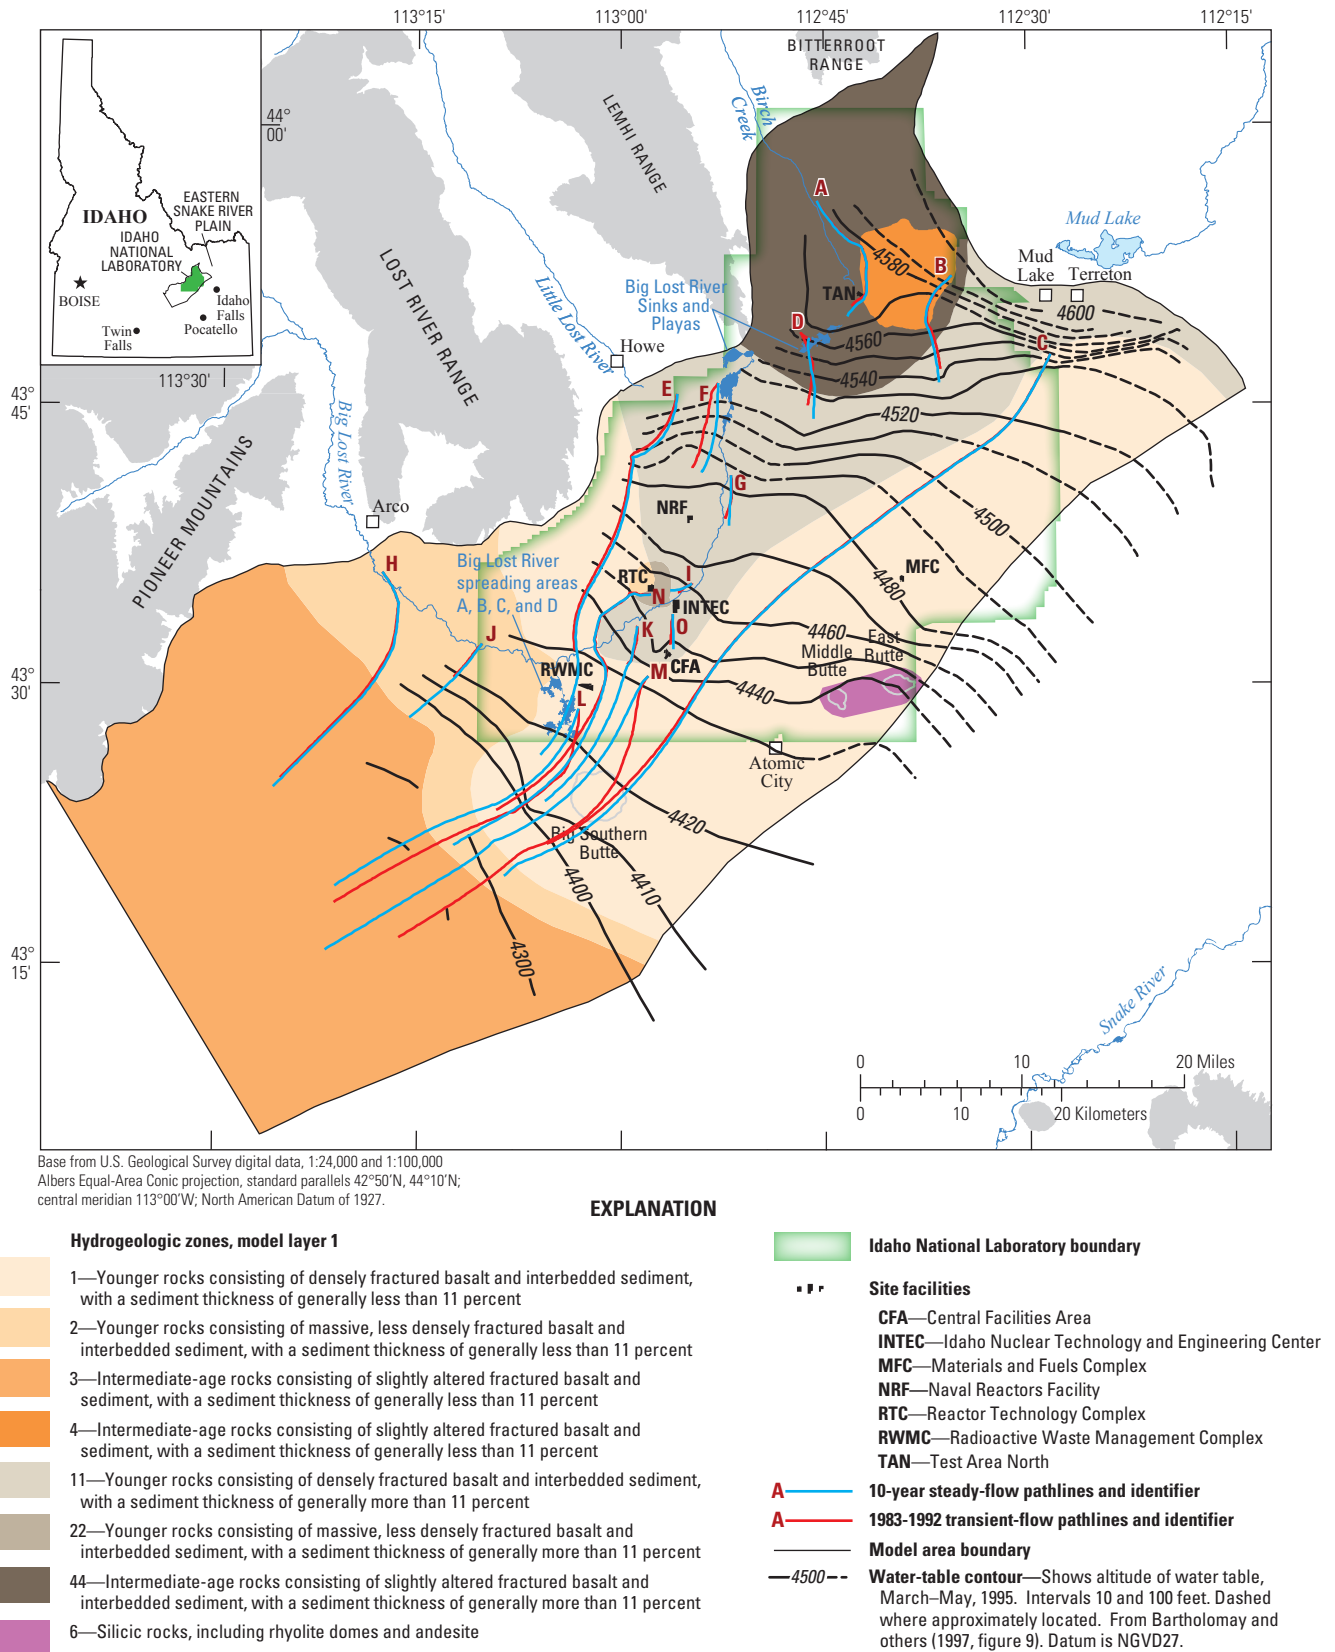 113°15'
113°00'
112°45'
112°30'
112°15'
BITTERROOT
RANGE
Birch
Creek
LEMHI RANGE
44°
00'
IDAHO
EASTERN
SNAKE RIVER
PLAIN
IDAHO
NATIONAL
LABORATORY
BOISE
Idaho
Falls
Pocatello
Twin
Falls
113°30'
LOST RIVER RANGE
Little Lost River
Big Lost River
Sinks and
Playas
Howe
A
B
4580
TAN
D
4560
4540
Mud Lake
Mud
Lake
Terreton
4600
C
43°
45'
E
F
4520
PIONEER MOUNTAINS
Big Lost River
Arco
G
NRF
4500
H
Big Lost River
spreading areas
A, B, C, and D
RTC
I
N
INTEC
MFC
4480
J
K
O
4460
Middle
Butte
East
Butte
43°
30'
RWMC
M
CFA
L
4440
Atomic
City
4420
Big Southern
Butte
4400
4410
4300
43°
15'
Snake River
0
10
20 Miles
0
10
20 Kilometers
Base from U.S. Geological Survey digital data, 1:24,000 and 1:100,000
Albers Equal-Area Conic projection, standard parallels 42°50'N, 44°10'N;
central meridian 113°00'W; North American Datum of 1927.
EXPLANATION
Hydrogeologic zones, model layer 1
1—Younger rocks consisting of densely fractured basalt and interbedded sediment,
with a sediment thickness of generally less than 11 percent
2—Younger rocks consisting of massive, less densely fractured basalt and
interbedded sediment, with a sediment thickness of generally less than 11 percent
3—Intermediate-age rocks consisting of slightly altered fractured basalt and
sediment, with a sediment thickness of generally less than 11 percent
4—Intermediate-age rocks consisting of slightly altered fractured basalt and
sediment, with a sediment thickness of generally less than 11 percent
11—Younger rocks consisting of densely fractured basalt and interbedded sediment,
with a sediment thickness of generally more than 11 percent
22—Younger rocks consisting of massive, less densely fractured basalt and
interbedded sediment, with a sediment thickness of generally more than 11 percent
44—Intermediate-age rocks consisting of slightly altered fractured basalt and
interbedded sediment, with a sediment thickness of generally more than 11 percent
6—Silicic rocks, including rhyolite domes and andesite
Idaho National Laboratory boundary
Site facilities
CFA—Central Facilities Area
INTEC—Idaho Nuclear Technology and Engineering Center
MFC—Materials and Fuels Complex
NRF—Naval Reactors Facility
RTC—Reactor Technology Complex
RWMC—Radioactive Waste Management Complex
TAN—Test Area North
A 10-year steady-flow pathlines and identifier
A 1983-1992 transient-flow pathlines and identifier
Model area boundary
4500 Water-table contour—Shows altitude of water table,
March–May, 1995. Intervals 10 and 100 feet. Dashed
where approximately located. From Bartholomay and
others (1997, figure 9). Datum is NGVD27.